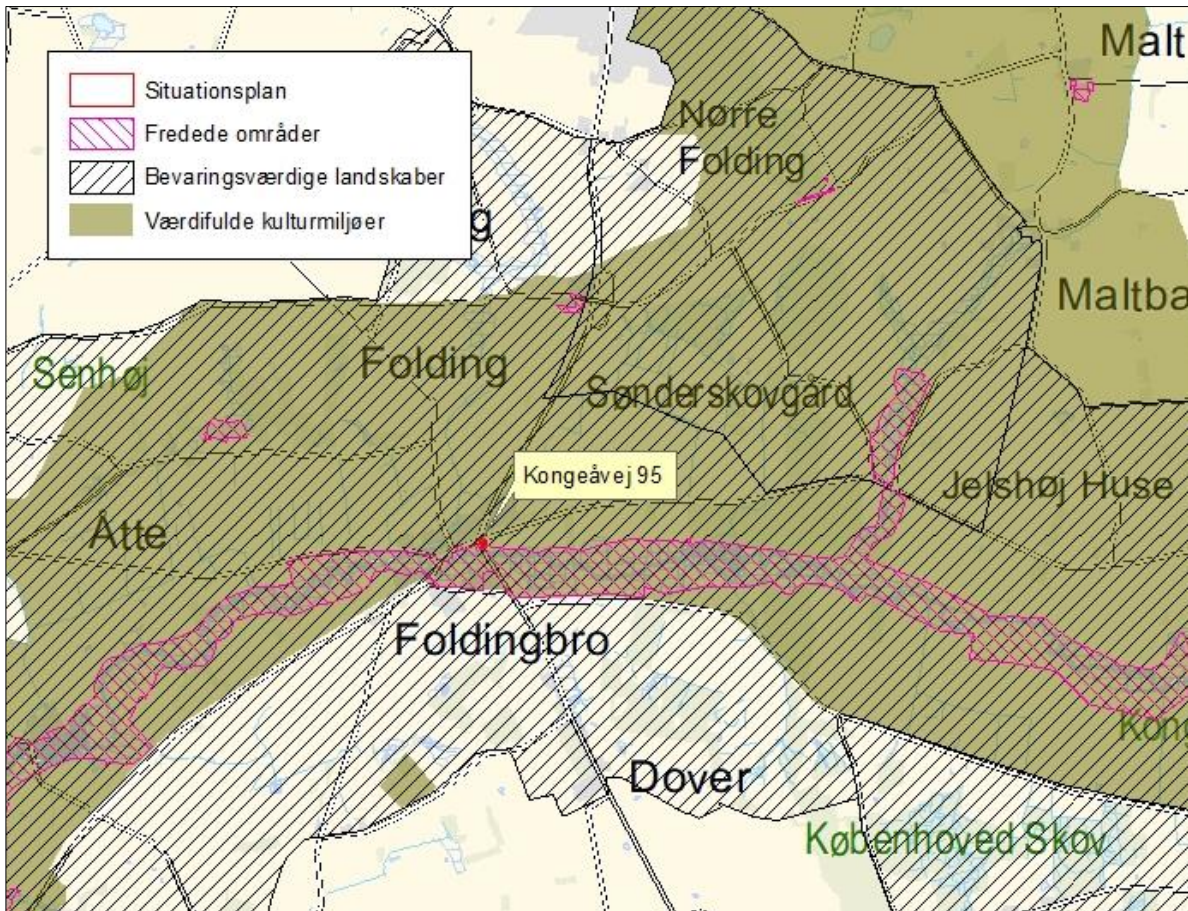 Situationsplan
Fredede områder
Bevaringsværdige landskaber
Værdifulde kulturmiljøer
Malt
Nørre
Folding
g
Maltba
Senhøj
Folding
Sønderskovgård
Kongeåvej 95
Jelshøj Huse
Åtte
Foldingbro
Kong
Dover
Københoved Skov